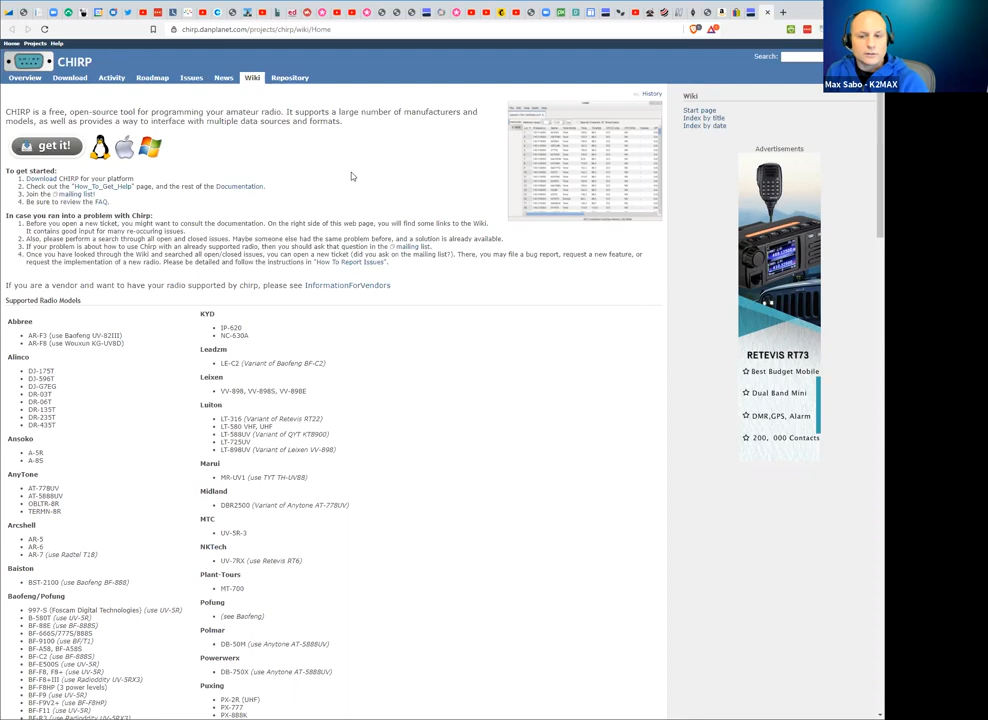 chirp.danplanet.com/projects/chirp/wiki/Home
Home Projects Help
CHIRP
Search:
Max Sabo - K2MAX
Overview Download Activity Roadmap Issues News Wiki Repository
History
CHIRP is a free, open-source tool for programming your amateur radio. It supports a large number of manufacturers and
models, as well as provides a way to interface with multiple data sources and formats.
get it!
To get started:
1. Download CHIRP for your platform
2. Check out the "How_To_Get_Help" page, and the rest of the Documentation.
3. Join the mailing list!
4. Be sure to review the FAQ.
In case you ran into a problem with Chirp:
1. Before you open a new ticket, you might want to consult the documentation. On the right side of this web page, you will find some links to the Wiki.
It contains good input for many re-occuring issues.
2. Also, please perform a search through all open and closed issues. Maybe someone else had the same problem before, and a solution is already available.
3. If your problem is about how to use Chirp with an already supported radio, then you should ask that question in the mailing list.
4. Once you have looked through the Wiki and searched all open/closed issues, you can open a new ticket (did you ask on the mailing list?). There, you may file a bug report, request a new feature, or
request the implementation of a new radio. Please be detailed and follow the instructions in "How To Report Issues".
If you are a vendor and want to have your radio supported by chirp, please see InformationForVendors
Supported Radio Models
Abbree
AR-F3 (use Baofeng UV-82III)
AR-F8 (use Wouxun KG-UV8D)
Alinco
DJ-175T
DJ-596T
DJ-G7EG
DR-03T
DR-06T
DR-135T
DR-235T
DR-435T
Ansoko
A-5R
A-8S
AnyTone
AT-778UV
AT-5888UV
OBLTR-8R
TERMN-8R
Arcshell
AR-5
AR-6
AR-7 (use Radtel T18)
Baiston
BST-2100 (use Baofeng BF-888)
Baofeng/Pofung
997-S (Foscam Digital Technologies) (use UV-5R)
B-580T (use UV-5R)
BF-88E (use BF-888S)
BF-666S/777S/888S
BF-9100 (use BF/T1)
BF-A58, BF-A58S
BF-C2 (use BF-888S)
BF-E500S (use UV-5R)
BF-F8, F8+ (use UV-5R)
BF-F8+III (use Radioddity UV-5RX3)
BF-F8HP (3 power levels)
BF-F9 (use UV-5R)
BF-F9V2+ (use BF-F8HP)
BF-F11 (use UV-5R)
BF-R3 (use Radioddity UV-5RX3)
KYD
IP-620
NC-630A
Leadzm
LE-C2 (Variant of Baofeng BF-C2)
Leixen
VV-898, VV-898S, VV-898E
Luiton
LT-316 (Variant of Retevis RT22)
LT-580 VHF, UHF
LT-588UV (Variant of QYT KT8900)
LT-725UV
LT-898UV (Variant of Leixen VV-898)
Marui
MR-UV1 (use TYT TH-UV88)
Midland
DBR2500 (Variant of Anytone AT-778UV)
MTC
UV-5R-3
NKTech
UV-7RX (use Retevis RT6)
Plant-Tours
MT-700
Pofung
(see Baofeng)
Polmar
DB-50M (use Anytone AT-5888UV)
Powerwerx
DB-750X (use Anytone AT-5888UV)
Puxing
PX-2R (UHF)
PX-777
PX-888K
Wiki
Start page
Index by title
Index by date
Advertisements
RETEVIS RT73
Best Budget Mobile
Dual Band Mini
DMR,GPS, Alarm
200, 000 Contacts